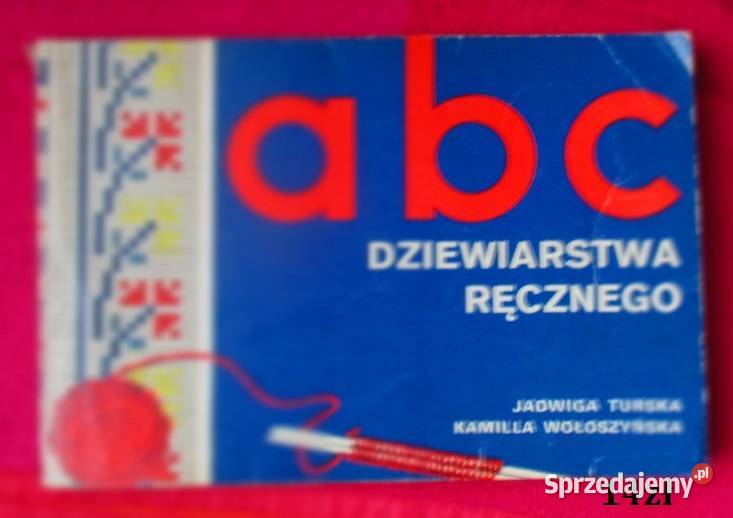 abc
DZIEWIARSTWA
RĘCZNEGO
JADWIGA TURSKA
KAMILLA WOŁOSZYŃSKA
Sprzedajemy.pl
14zł